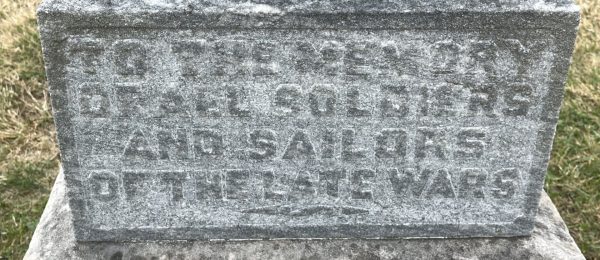 TO THE MEMORY
OF ALL SOLDIERS
AND SAILORS
OF THE LATE WARS